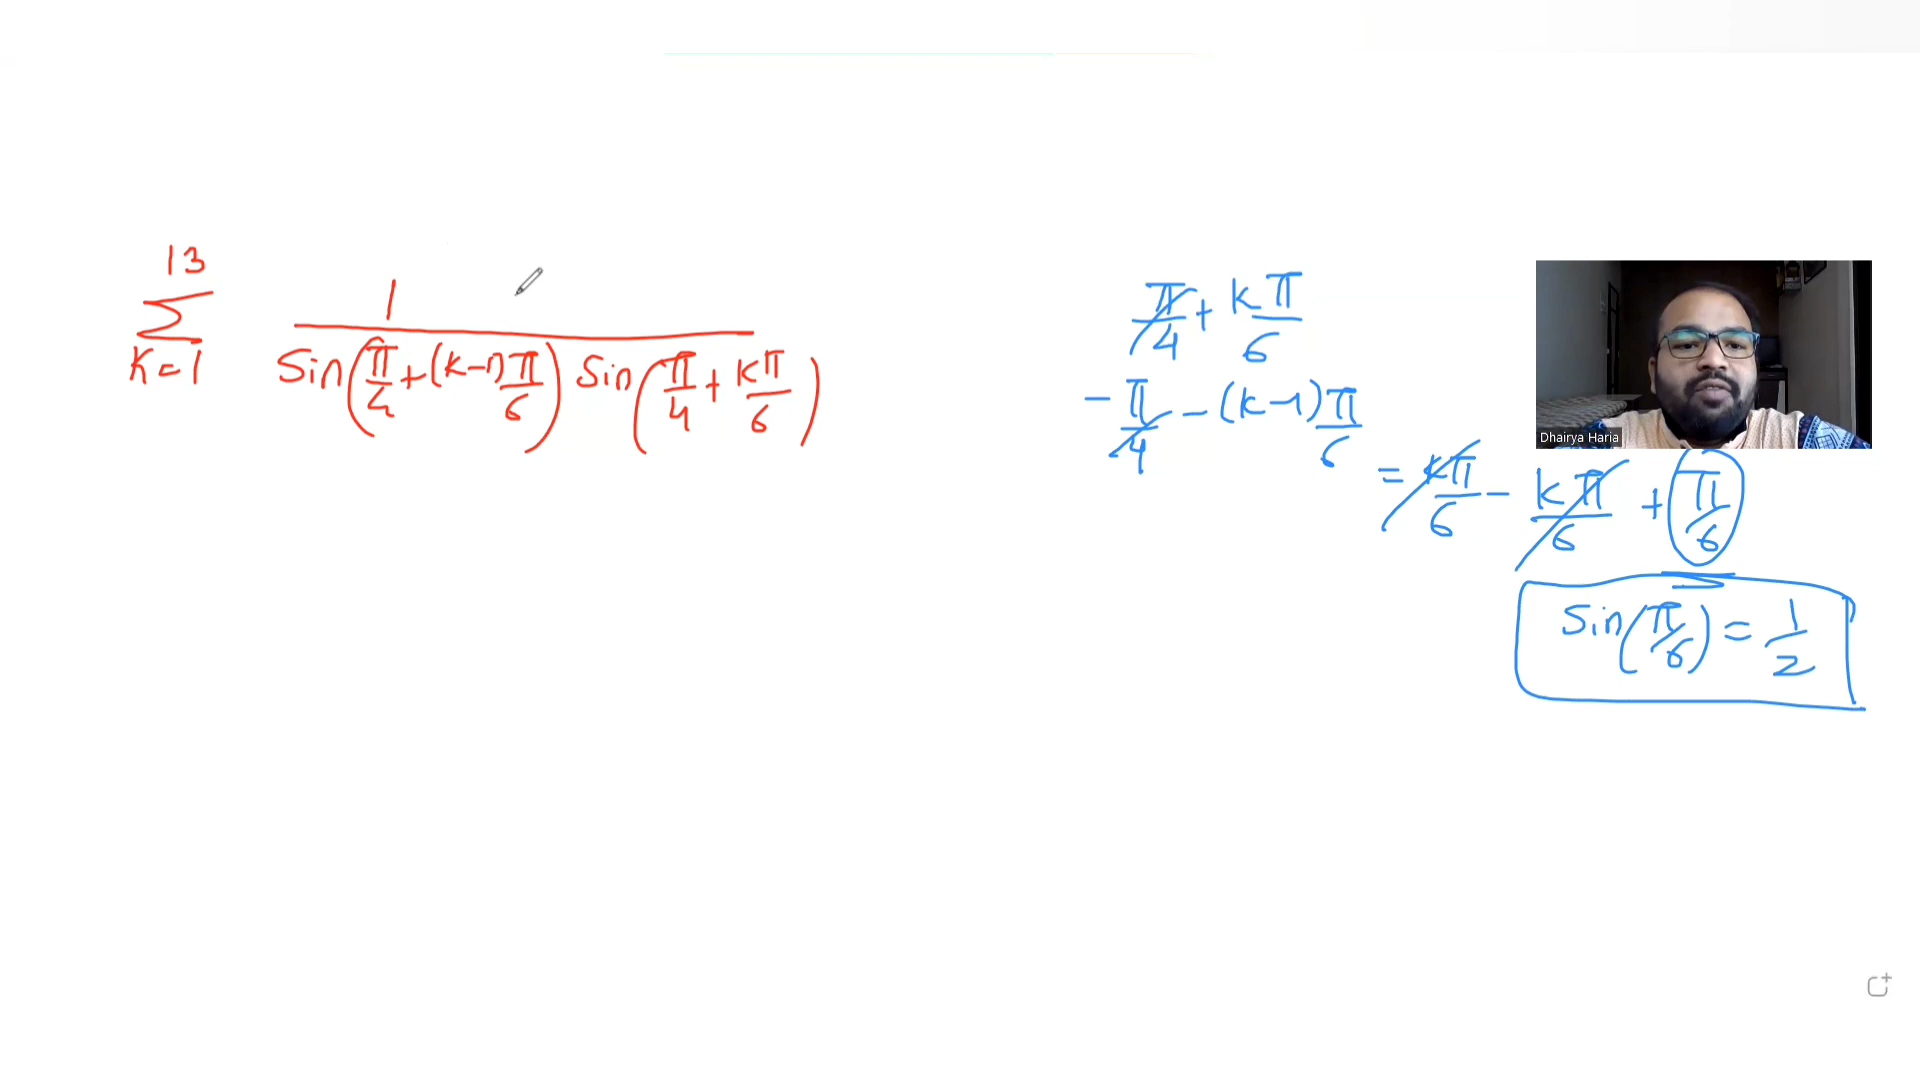 13
Σ 1
K=1 Sin(π/4+(k-1)π/6) Sin(π/4+kπ/6)
π/4+kπ/6
-π/4-(k-1)π/6
=kπ/6-kπ/6+π/6
Sin(π/6)=1/2
Dhairya Haria